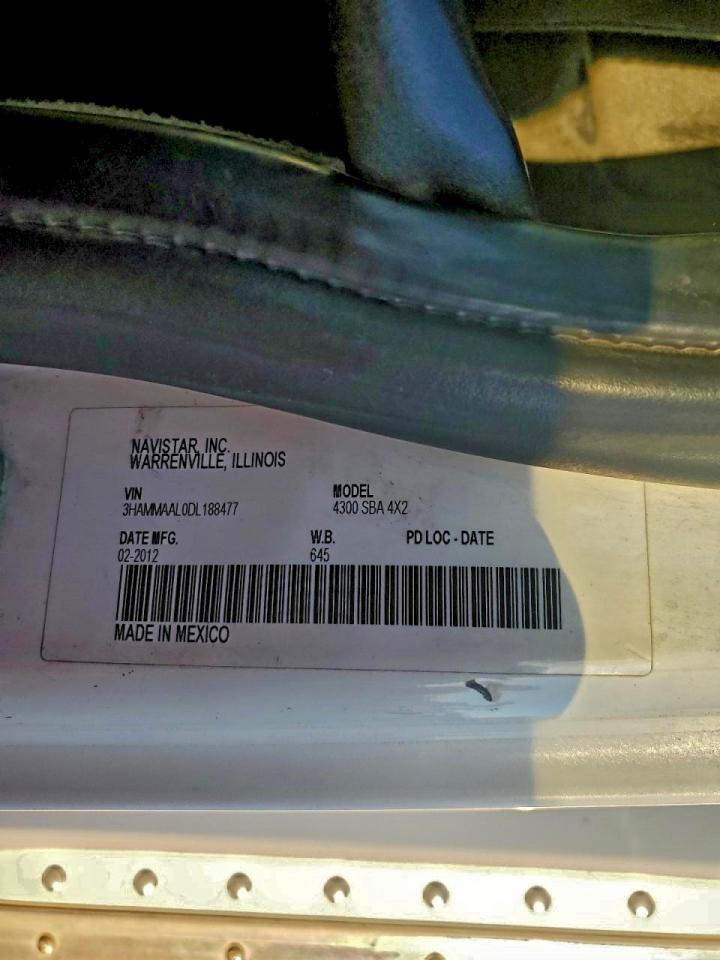 NAVISTAR, INC.
WARRENVILLE, ILLINOIS
VIN MODEL
3HAMMAAL0DL188477 4300 SBA 4X2
DATE MFG. W.B. PD LOC - DATE
02-2012 645
MADE IN MEXICO